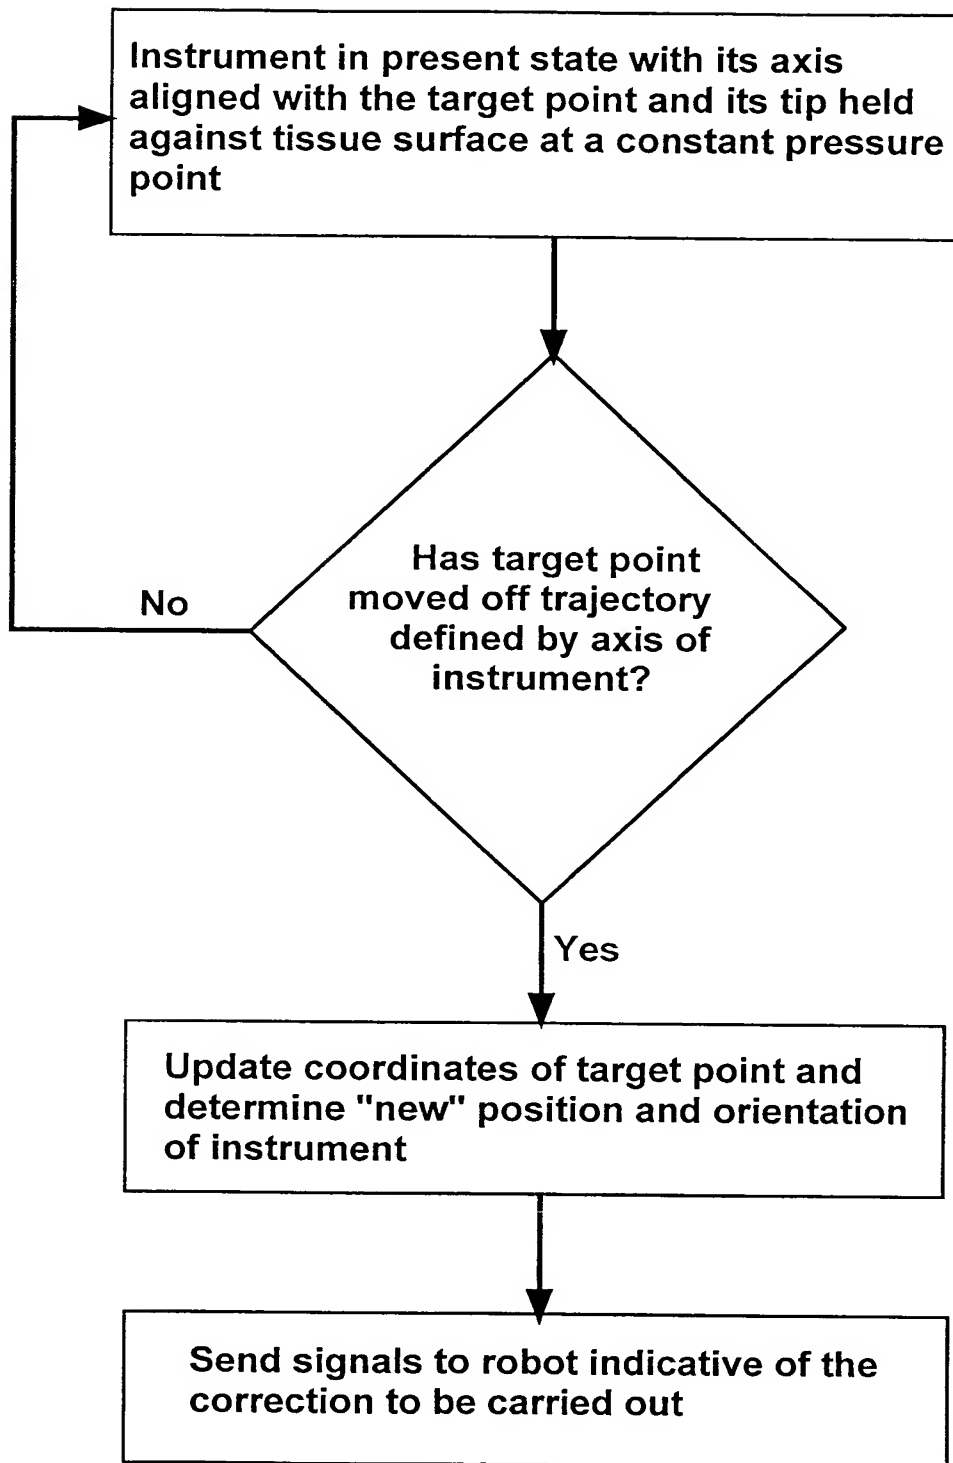 Instrument in present state with its axis
aligned with the target point and its tip held
against tissue surface at a constant pressure
point
Has target point
moved off trajectory
defined by axis of
instrument?
No
Yes
Update coordinates of target point and
determine "new" position and orientation
of instrument
Send signals to robot indicative of the
correction to be carried out